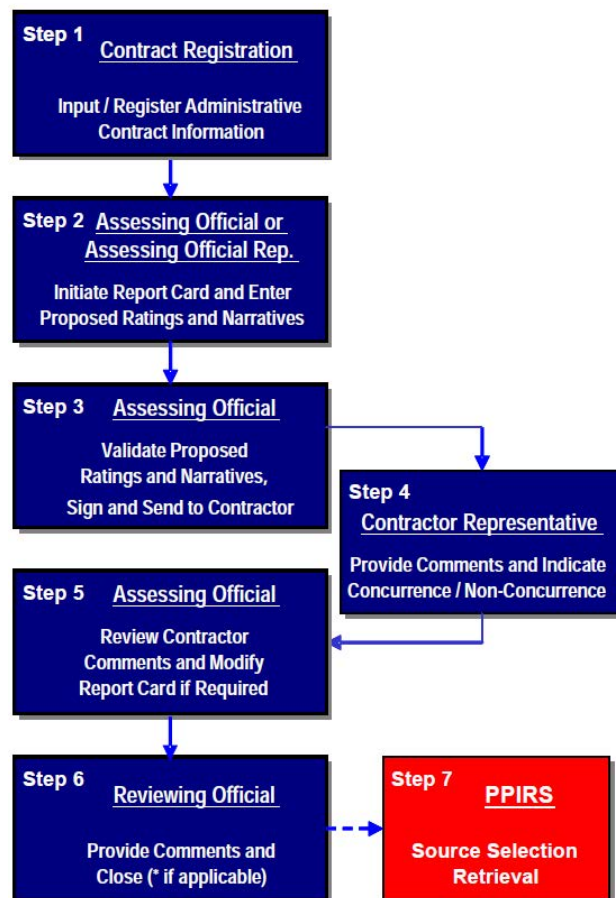 Step 1
Contract Registration
Input / Register Administrative
Contract Information
Step 2
Assessing Official or
Assessing Official Rep.
Initiate Report Card and Enter
Proposed Ratings and Narratives
Step 3
Assessing Official
Validate Proposed
Ratings and Narratives,
Sign and Send to Contractor
Step 4
Contractor Representative
Provide Comments and Indicate
Concurrence / Non-Concurrence
Step 5
Assessing Official
Review Contractor
Comments and Modify
Report Card if Required
Step 6
Reviewing Official
Provide Comments and
Close (* if applicable)
Step 7
PPIRS
Source Selection
Retrieval